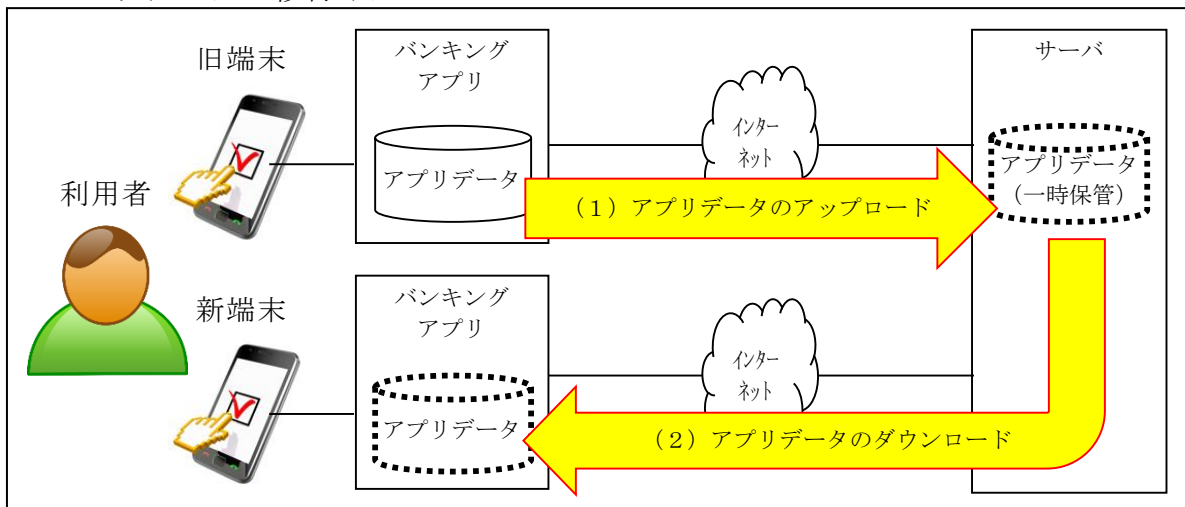 旧端末
バンキング
アプリ
アプリデータ
インター
ネット
サーバ
アプリデータ
(一時保管)
(1)アプリデータのアップロード
利用者
新端末
バンキング
アプリ
アプリデータ
インター
ネット
(2)アプリデータのダウンロード